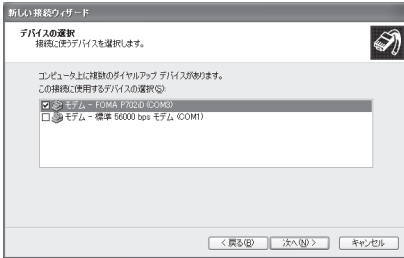 新しい接続ウィザード
デバイスの選択
接続に使うデバイスを選択します。
コンピュータ上に複数のダイヤルアップ デバイスがあります。
この接続に使用するデバイスの選択(S):
モデム - FOMA P702iD (COM3)
モデム - 標準 56000 bps モデム (COM1)
< 戻る(B) 次へ(N) > キャンセル